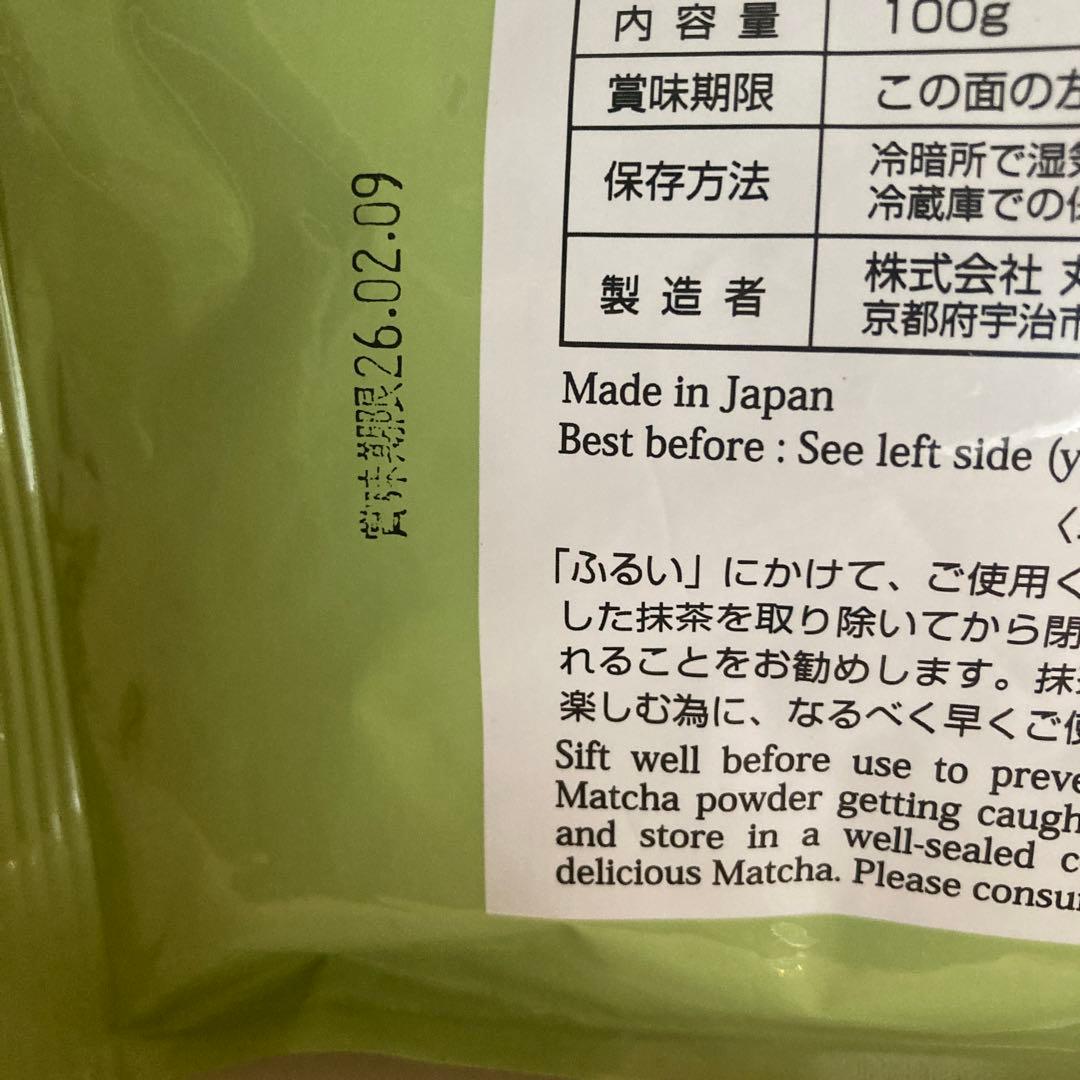 賞味期限26.02.09
内容量 100g
賞味期限 この面の左
保存方法 冷暗所で湿気
冷蔵庫での
製造者 株式会社 丸
京都府宇治市
Made in Japan
Best before : See left side (y
「ふるい」にかけて、ご使用く
した抹茶を取り除いてから閉
れることをお勧めします。抹
楽しむ為に、なるべく早くご使
Sift well before use to preve
Matcha powder getting caugh
and store in a well-sealed c
delicious Matcha. Please consu